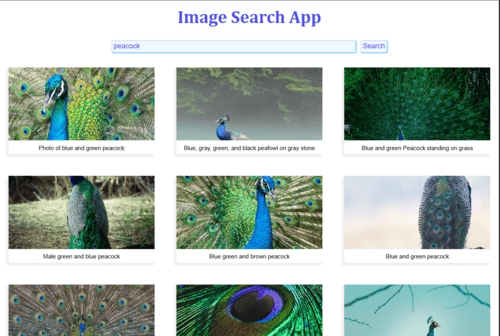 Image Search App
peacock
Search
Photo of blue and green peacock
Blue, gray, green, and black peafowl on gray stone
Blue and green Peacock standing on grass
Male green and blue peacock
Blue green and brown peacock
Blue and green peacock